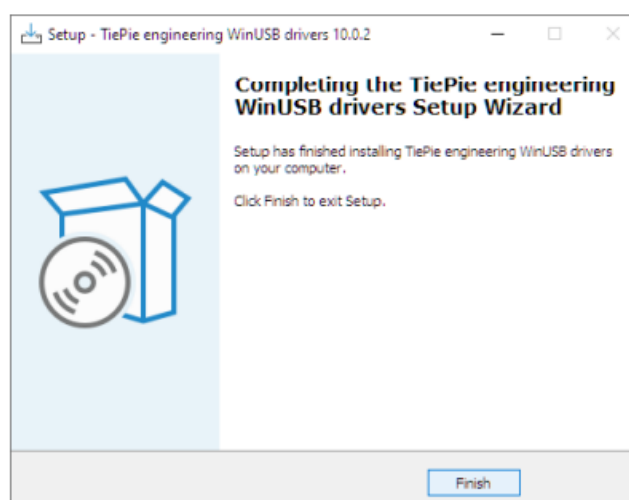 Setup - TiePie engineering WinUSB drivers 10.0.2
Completing the TiePie engineering
WinUSB drivers Setup Wizard
Setup has finished installing TiePie engineering WinUSB drivers
on your computer.
Click Finish to exit Setup.
Finish